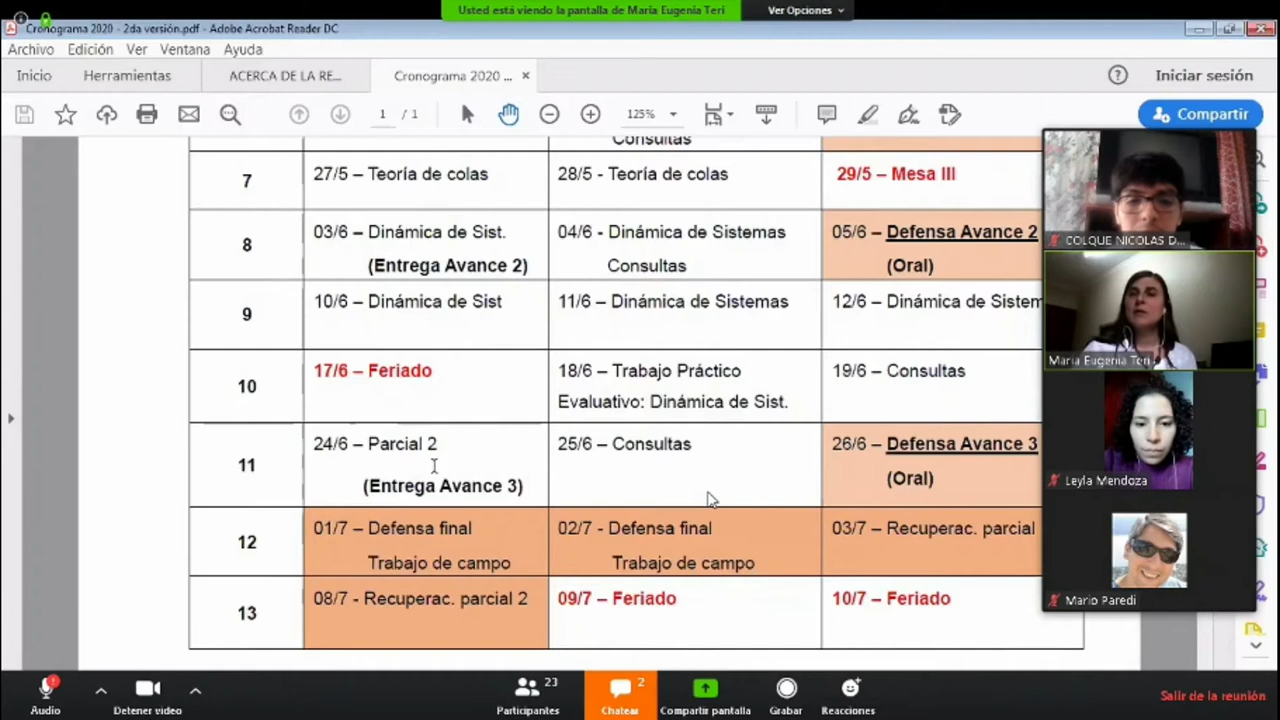 Usted está viendo la pantalla de María Eugenia Teri
Ver Opciones
Cronograma 2020 - 2da versión.pdf - Adobe Acrobat Reader DC
Archivo Edición Ver Ventana Ayuda
Inicio Herramientas ACERCA DE LA RE... Cronograma 2020 ... × Iniciar sesión
1 / 1 125% Compartir
Consultas
7 27/5 – Teoría de colas 28/5 - Teoría de colas 29/5 – Mesa III
8 03/6 – Dinámica de Sist. 04/6 - Dinámica de Sistemas 05/6 – Defensa Avance 2
(Entrega Avance 2) Consultas (Oral)
9 10/6 – Dinámica de Sist 11/6 – Dinámica de Sistemas 12/6 – Dinámica de Sistem
10 17/6 – Feriado 18/6 – Trabajo Práctico 19/6 – Consultas
Evaluativo: Dinámica de Sist.
11 24/6 – Parcial 2 25/6 – Consultas 26/6 – Defensa Avance 3
(Entrega Avance 3) (Oral)
12 01/7 – Defensa final 02/7 - Defensa final 03/7 – Recuperac. parcial
Trabajo de campo Trabajo de campo
13 08/7 - Recuperac. parcial 2 09/7 – Feriado 10/7 – Feriado
COLQUE NICOLAS D...
María Eugenia Teri
Leyla Mendoza
Mario Paredi
23 2
Audio Detener video Participantes Chatear Compartir pantalla Grabar Reacciones Salir de la reunión